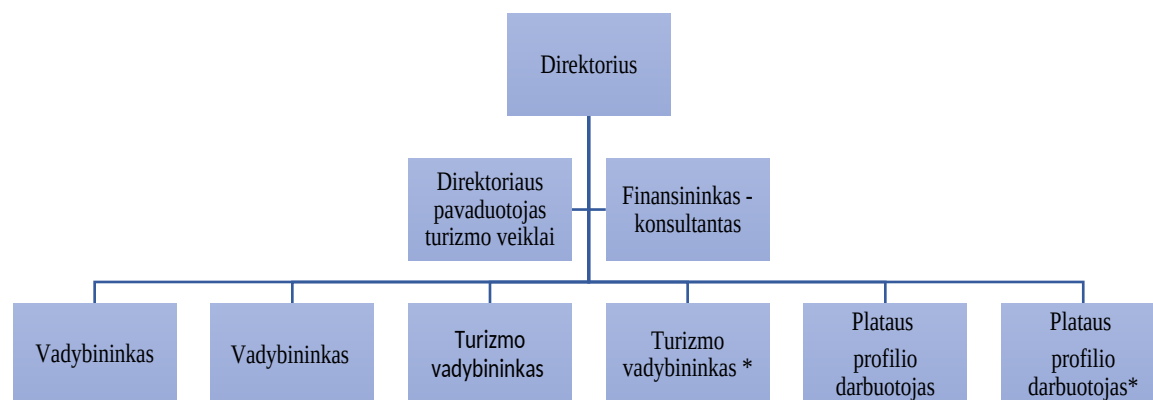 Direktorius
Direktoriaus
pavaduotojas
turizmo veiklai
Finansininkas -
konsultantas
Vadybininkas
Vadybininkas
Turizmo
vadybininkas
Turizmo
vadybininkas *
Plataus
profilio
darbuotojas
Plataus
profilio
darbuotojas*